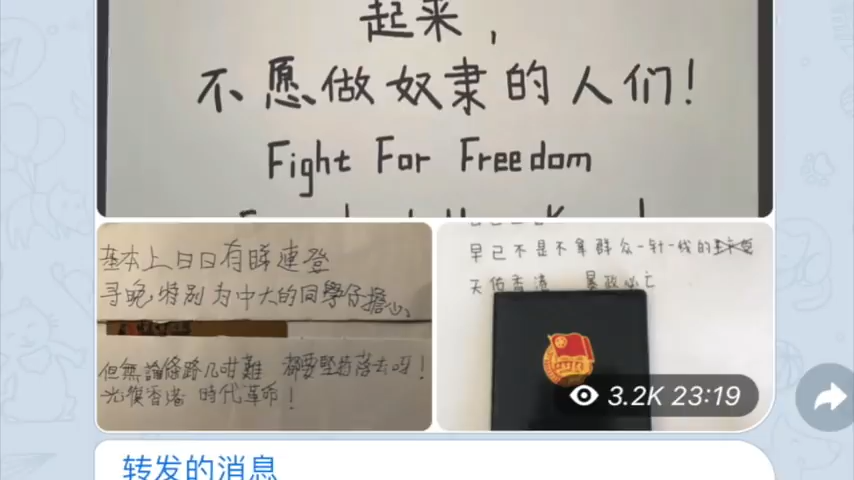 起来，
不愿做奴隶的人们！
Fight For Freedom
基本上日日有睇連登
寻晚，特別为中大的同學仔擔心。
但無論條路几咁難 都要堅持落去呀！
光復香港 時代革命！
早已不是不拿群众一针一线的
天佑香港 暴政必亡
3.2K 23:19
转发的消息